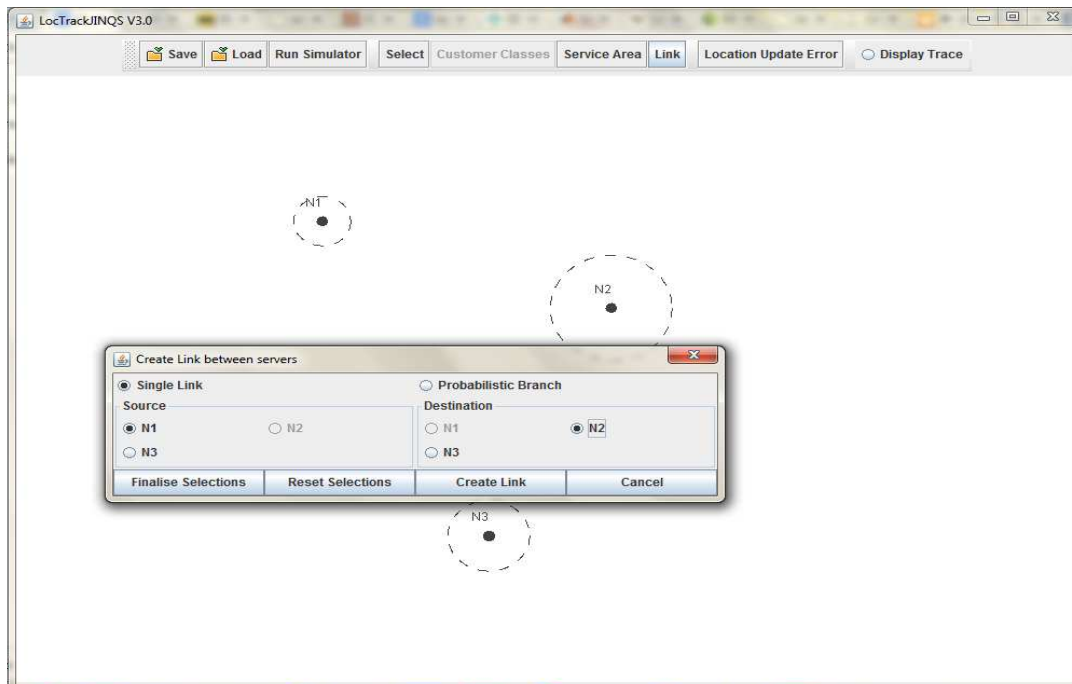 LocTrackJINQS V3.0
Save Load Run Simulator Select Customer Classes Service Area Link Location Update Error Display Trace
N1
N2
Create Link between servers
Single Link Probabilistic Branch
Source Destination
N1 N2 N1 N2
N3 N3
Finalise Selections Reset Selections Create Link Cancel
N3